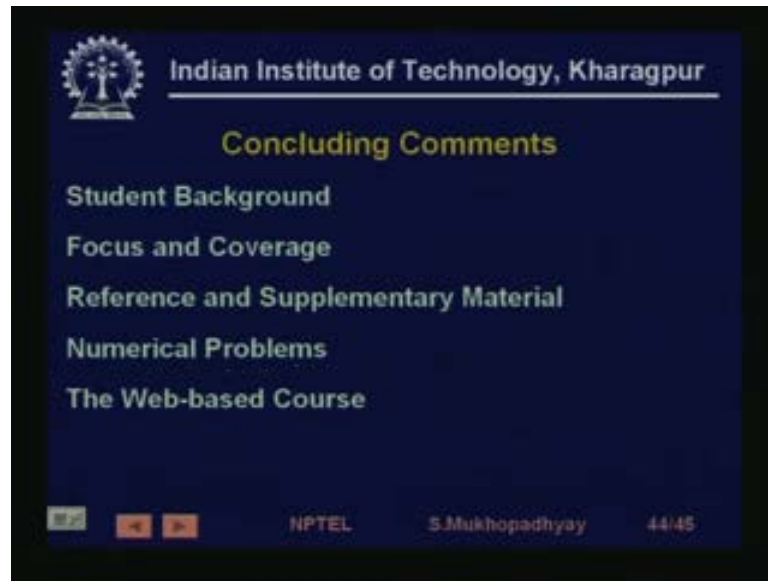 Indian Institute of Technology, Kharagpur
Concluding Comments
Student Background
Focus and Coverage
Reference and Supplementary Material
Numerical Problems
The Web-based Course
NPTEL S.Mukhopadhyay 44/45